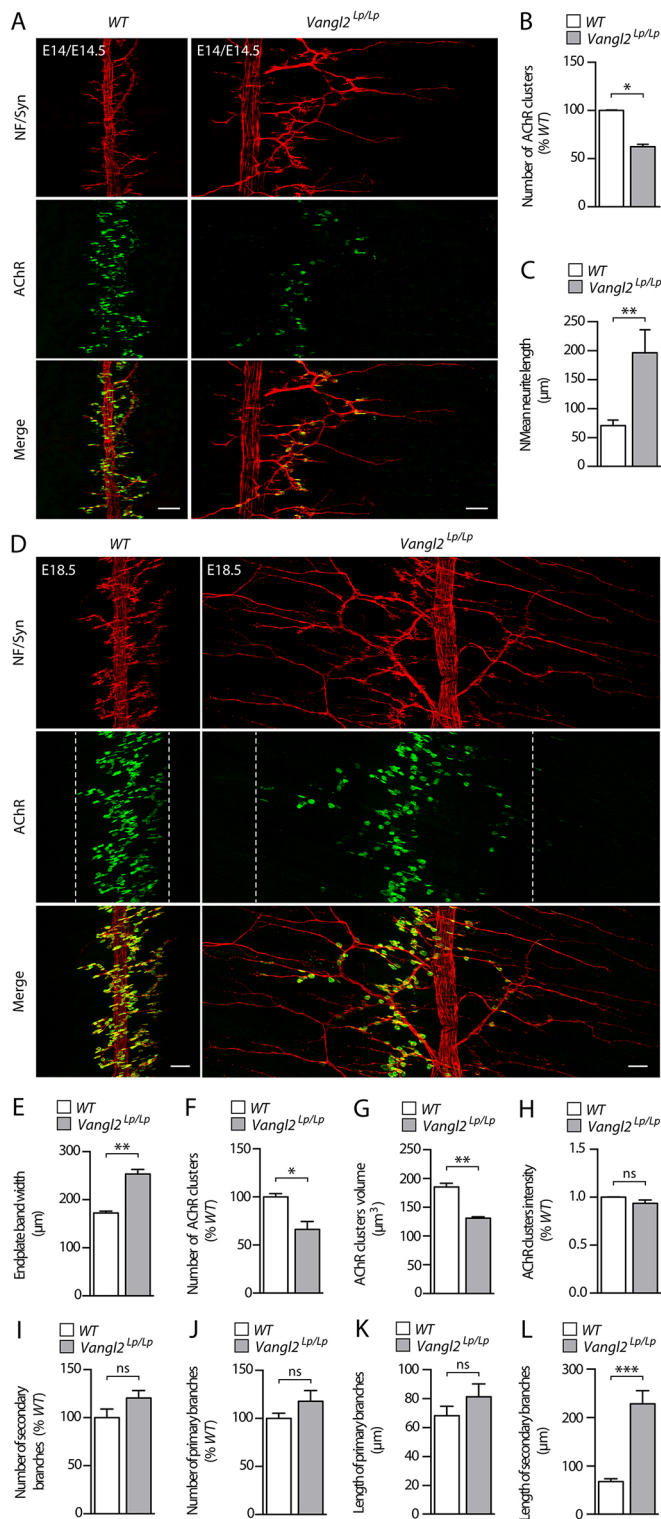 A
WT
Vangl2 Lp/Lp
E14/E14.5
E14/E14.5
NF/Syn
AChR
Merge
B
WT
Vangl2 Lp/Lp
Number of AChR clusters
(% WT)
150
100
50
0
*
C
WT
Vangl2 Lp/Lp
NMean neurite length
(µm)
250
200
150
100
50
0
**
D
WT
Vangl2 Lp/Lp
E18.5
E18.5
NF/Syn
AChR
Merge
E
WT
Vangl2 Lp/Lp
Endplate band width
(µm)
300
200
100
**
F
WT
Vangl2 Lp/Lp
Number of AChR clusters
(% WT)
150
100
50
0
*
G
WT
Vangl2 Lp/Lp
AChR clusters volume
(µm3)
250
200
150
100
50
0
**
H
WT
Vangl2 Lp/Lp
AChR clusters intensity
(% WT)
1.5
1.0
0.5
0
ns
I
WT
Vangl2 Lp/Lp
Number of secondary
branches (% WT)
150
100
50
0
ns
J
WT
Vangl2 Lp/Lp
Number of primary branches
(% WT)
150
100
50
0
ns
K
WT
Vangl2 Lp/Lp
Length of primary branches
(µm)
100
80
60
40
20
0
ns
L
WT
Vangl2 Lp/Lp
Length of secondary branches
(µm)
300
200
100
0
***